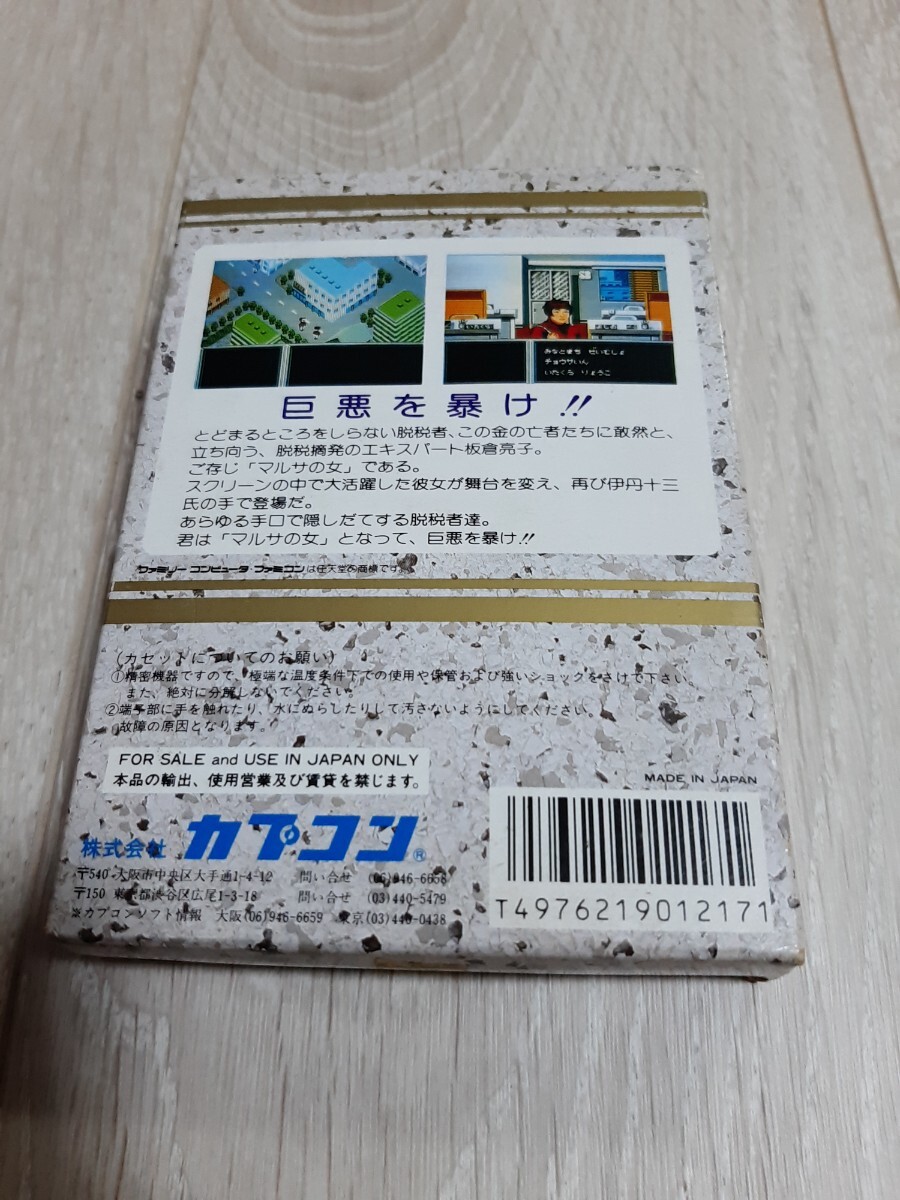 みなとまち ぜいむしょ
チョウサいん
いたくら りょうこ
巨悪を暴け!!
とどまるところをしらない脱税者、この金の亡者たちに敢然と、
立ち向う、脱税摘発のエキスパート板倉亮子。
ご存じ「マルサの女」である。
スクリーンの中で大活躍した彼女が舞台を変え、再び伊丹十三
氏の手で登場だ。
あらゆる手口で隠しだてする脱税者達。
君は「マルサの女」となって、巨悪を暴け!!
ファミリーコンピュータ・ファミコンは任天堂の商標です。
(カセットについてのお願い)
①精密機器ですので、極端な温度条件下での使用や保管および強いショックをさけて下さい。
また、絶対に分解しないでください。
②端子部に手を触れたり、水にぬらしたりして汚さないようにしてください。
故障の原因となります。
FOR SALE and USE IN JAPAN ONLY
本品の輸出、使用営業及び賃貸を禁じます。
MADE IN JAPAN
株式会社 カプコン®
〒540 大阪市中央区大手通1-4-12 問い合せ (06)946-6658
〒150 東京都渋谷区広尾1-3-18 問い合せ (03)440-5479
※カプコンソフト情報 大阪(06)946-6659 東京(03)440-0438
T4976219012171